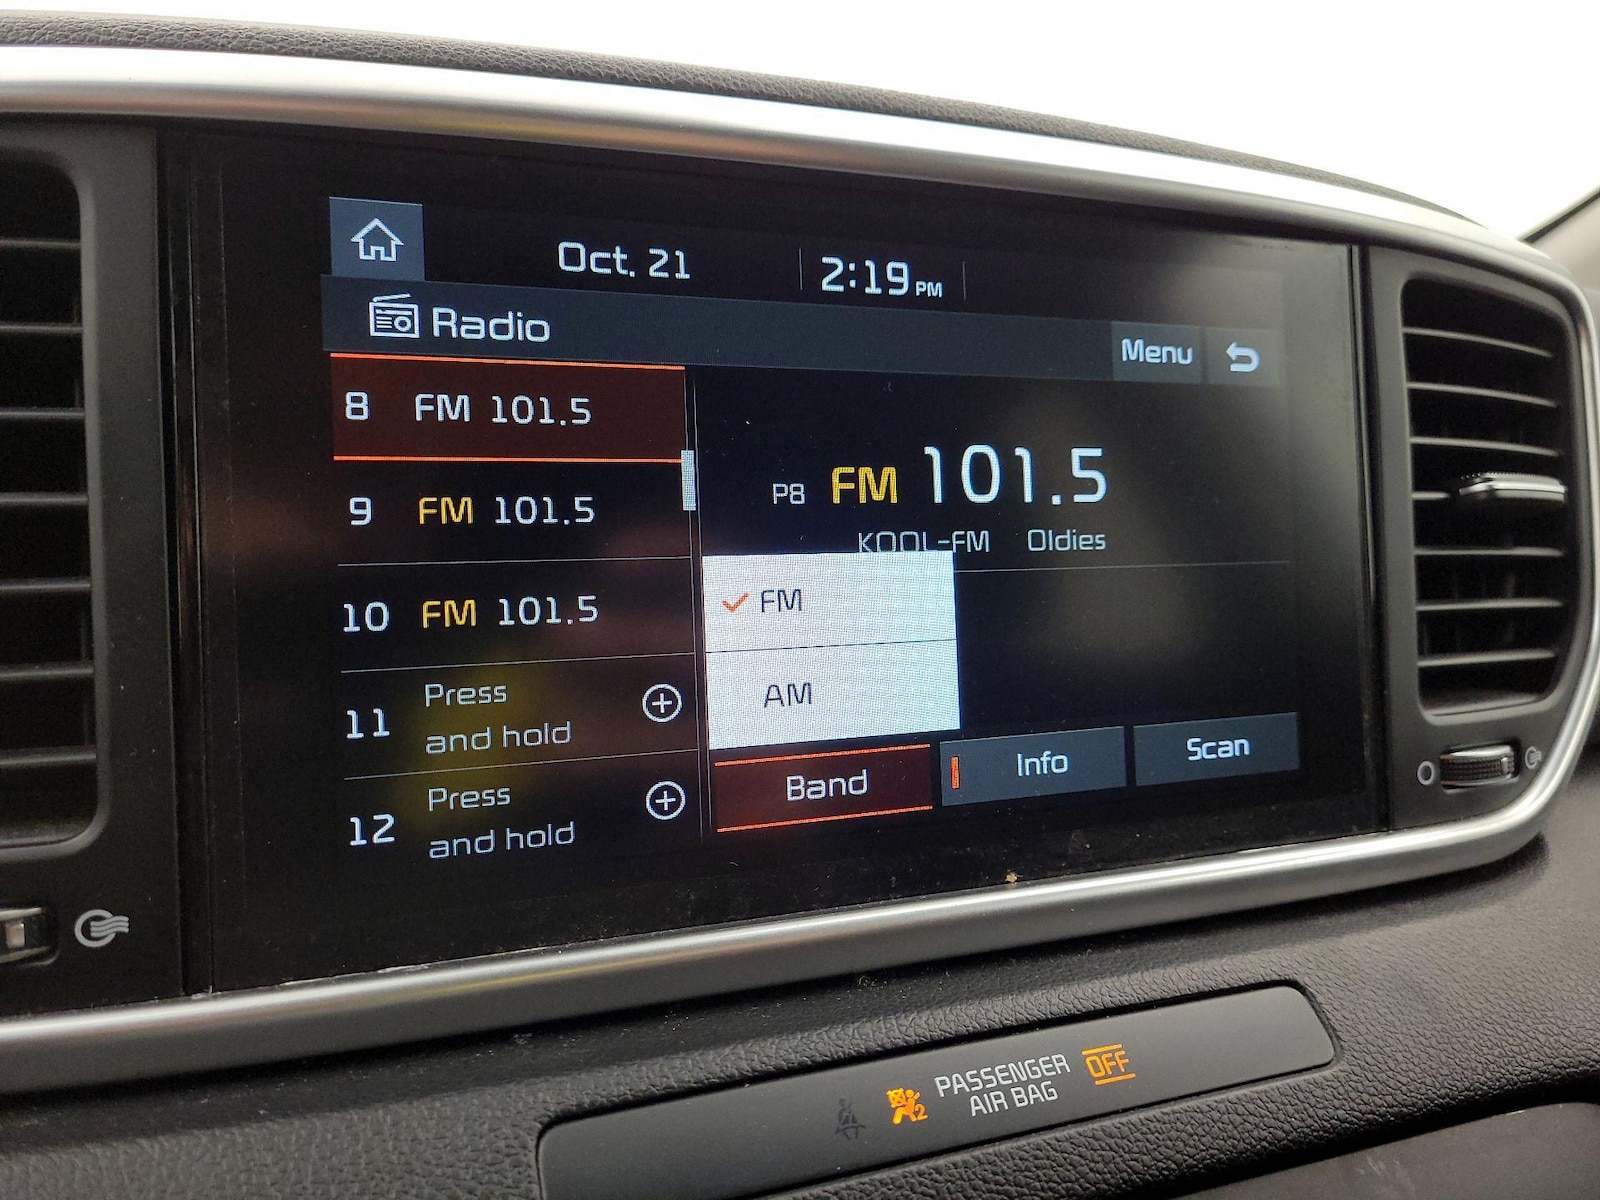 Oct. 21
2:19 PM
Radio
Menu
8 FM 101.5
9 FM 101.5
10 FM 101.5
11 Press
and hold
12 Press
and hold
P8 FM 101.5
KOOL-FM Oldies
FM
AM
Band
Info
Scan
2
PASSENGER
AIR BAG
OFF